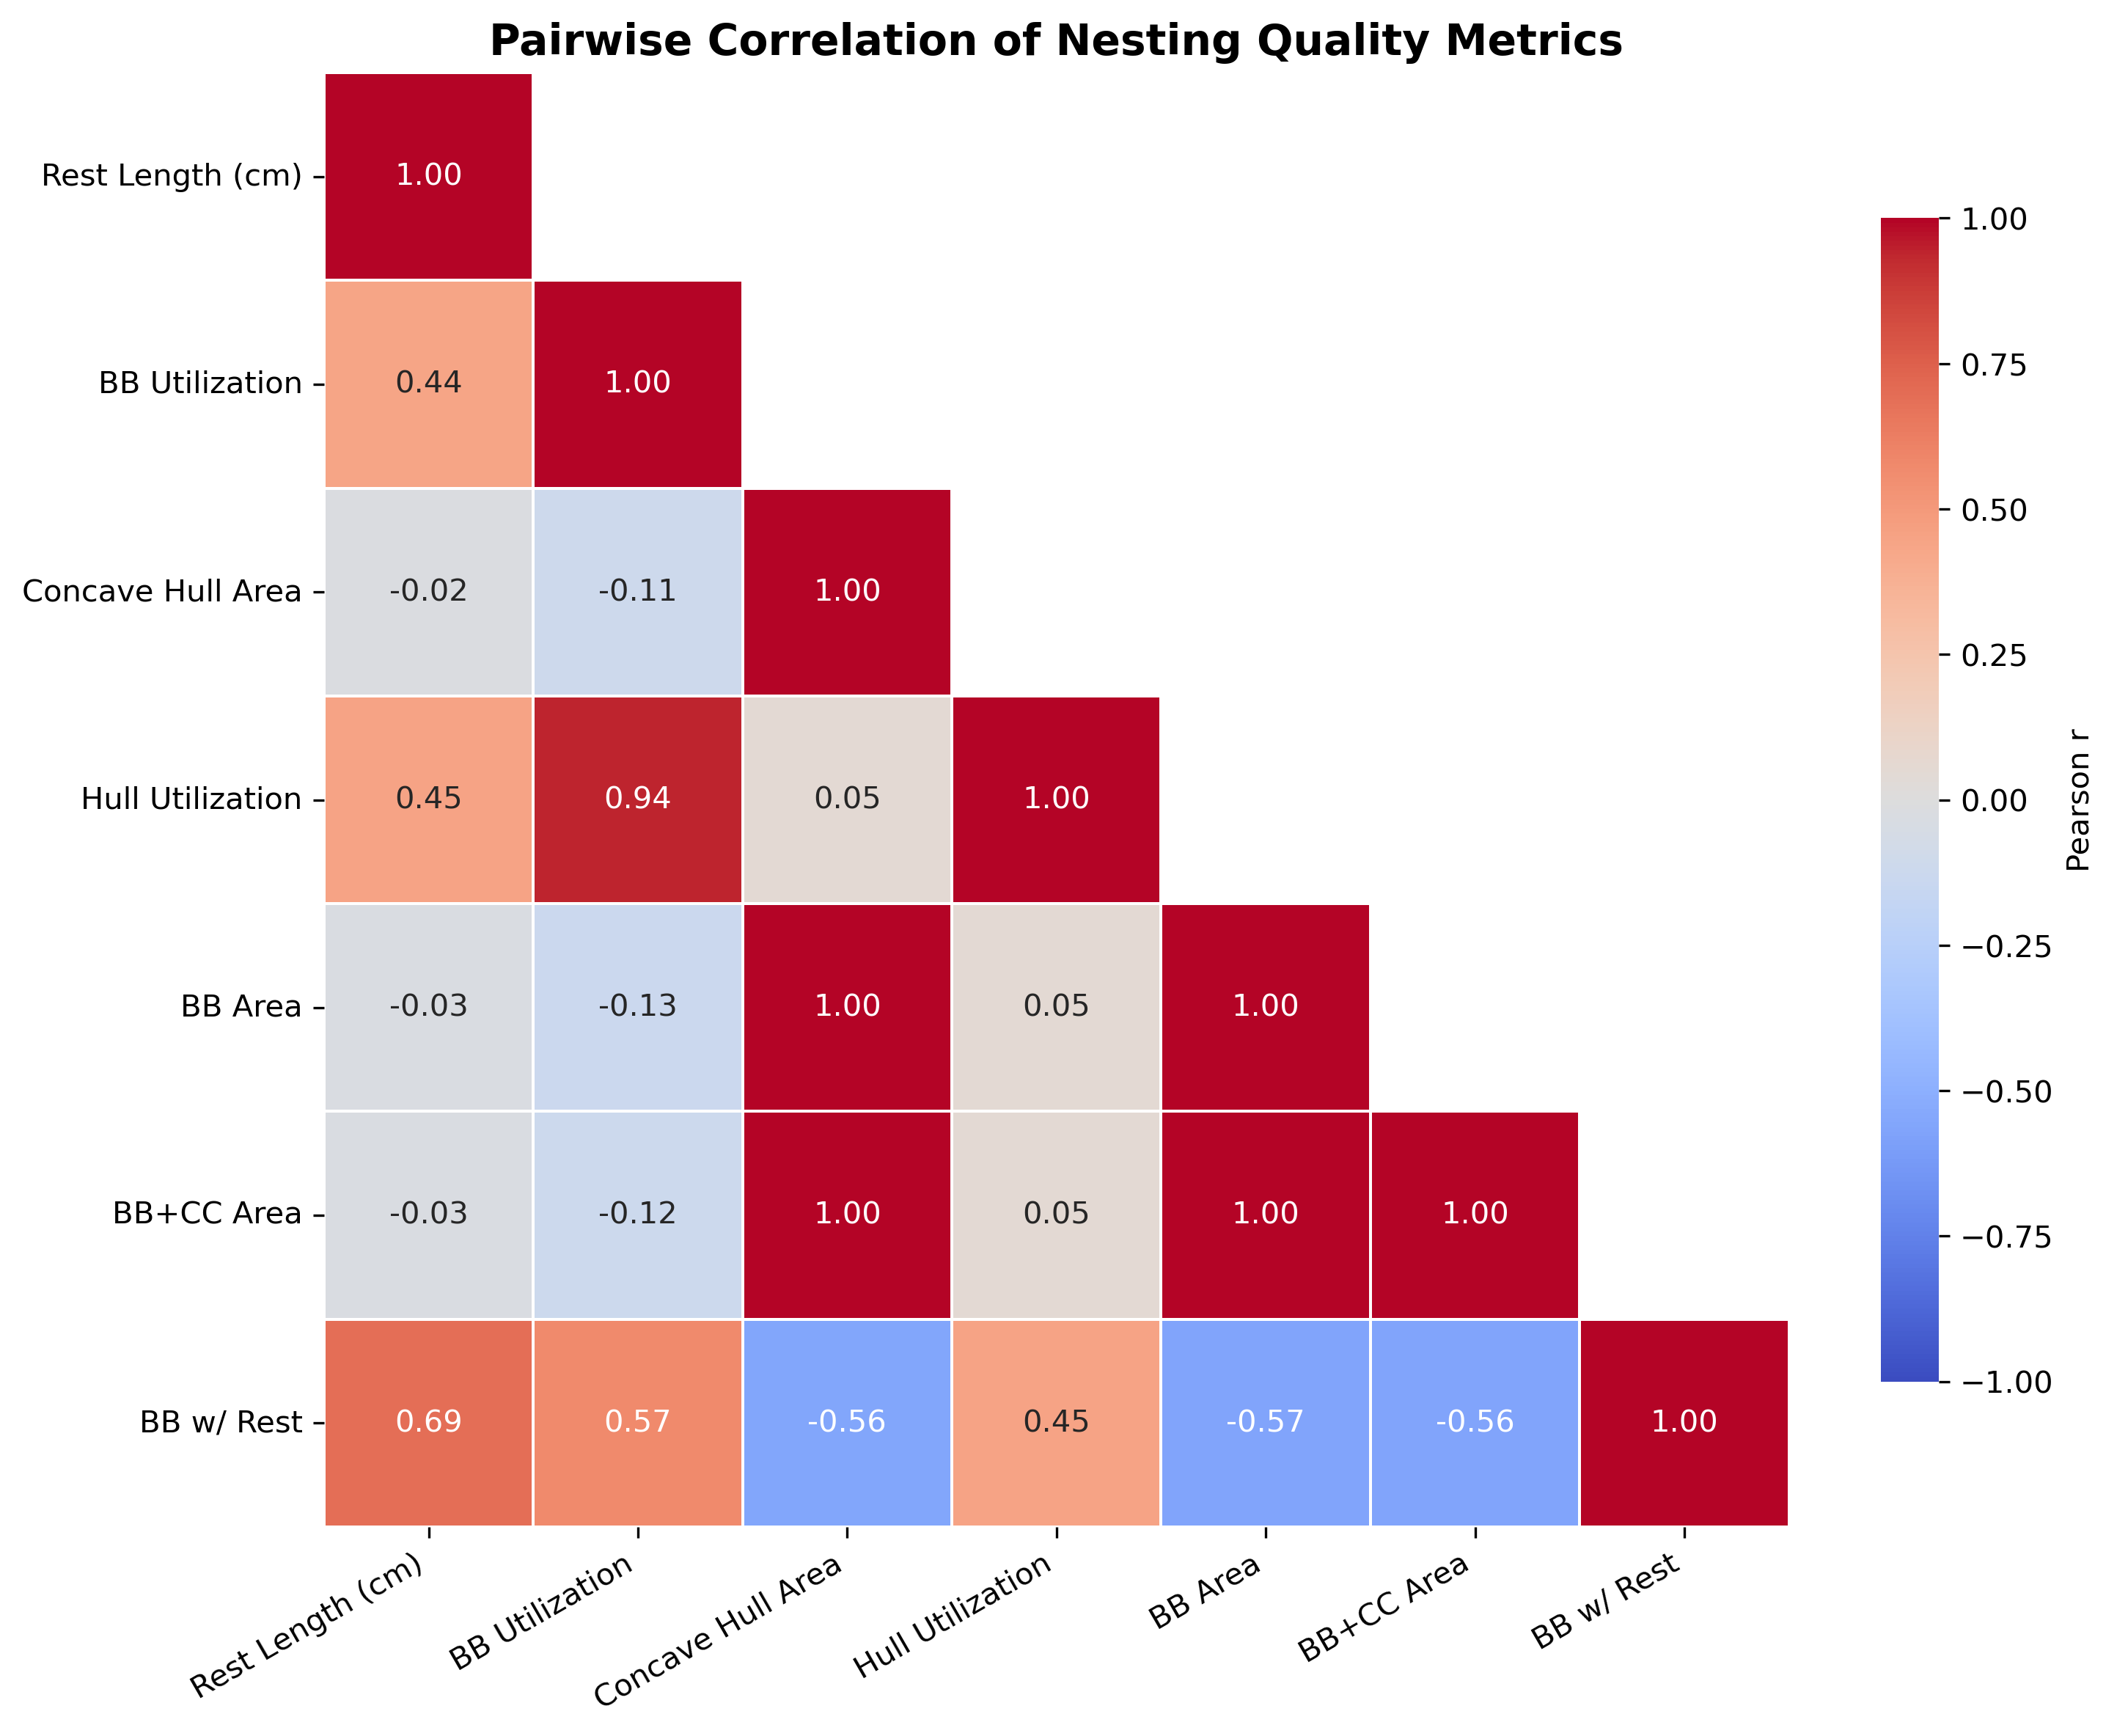 Pairwise Correlation of Nesting Quality Metrics
Rest Length (cm) 1.00
BB Utilization 0.44 1.00
Concave Hull Area -0.02 -0.11 1.00
Hull Utilization 0.45 0.94 0.05 1.00
BB Area -0.03 -0.13 1.00 0.05 1.00
BB+CC Area -0.03 -0.12 1.00 0.05 1.00 1.00
BB w/ Rest 0.69 0.57 -0.56 0.45 -0.57 -0.56 1.00
Rest Length (cm)
BB Utilization
Concave Hull Area
Hull Utilization
BB Area
BB+CC Area
BB w/ Rest
1.00
0.75
0.50
0.25
0.00
−0.25
−0.50
−0.75
−1.00
Pearson r